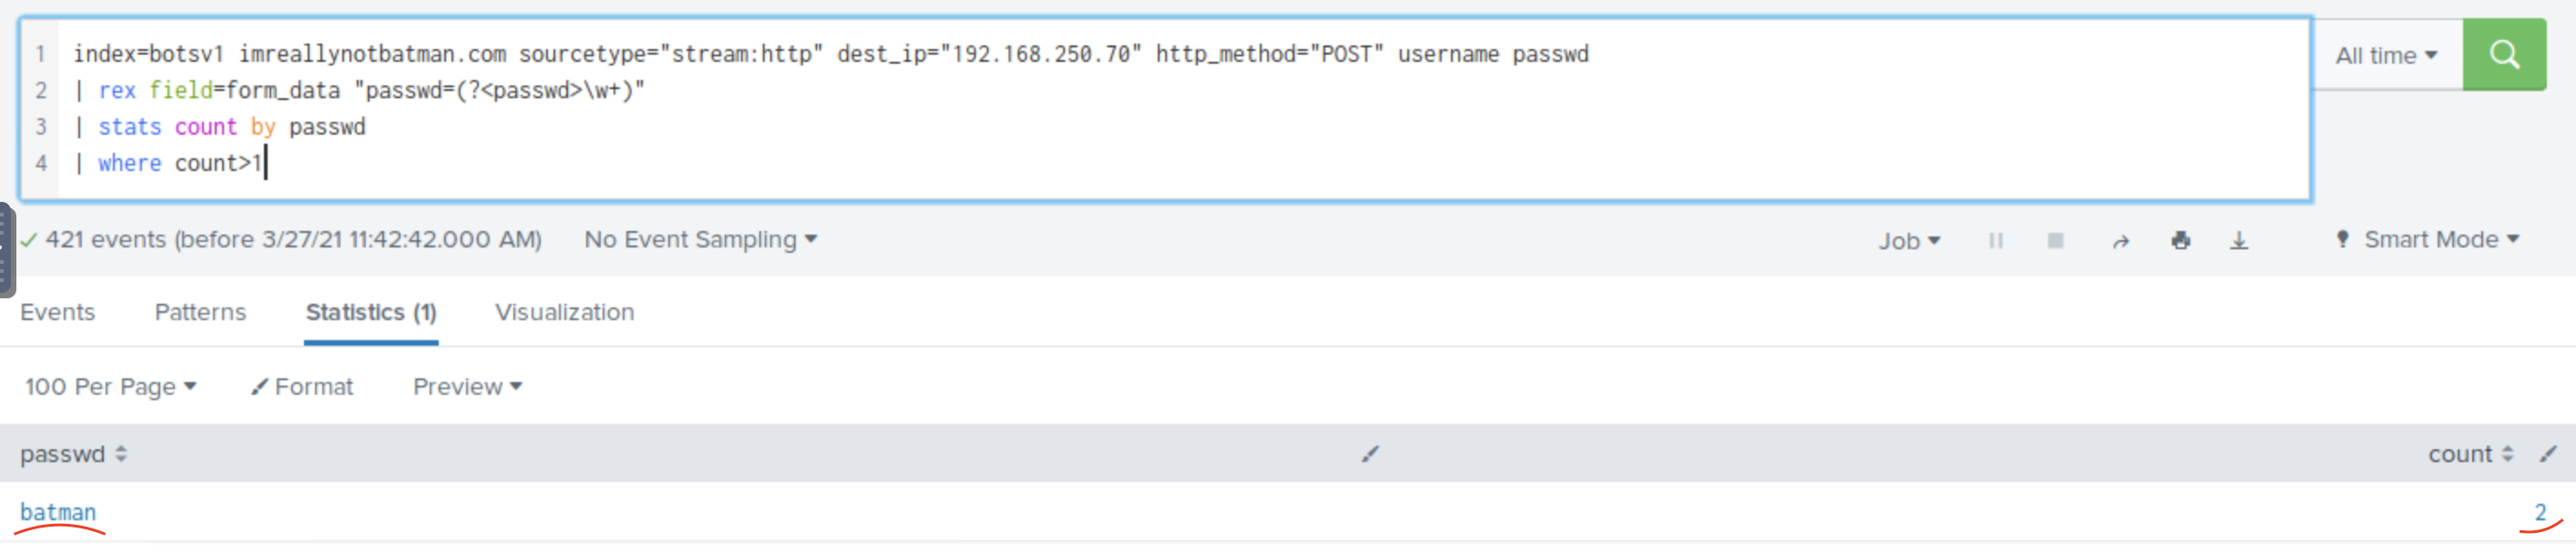 1 index=botsv1 imreallynotbatman.com sourcetype="stream:http" dest_ip="192.168.250.70" http_method="POST" username passwd
All time
2 | rex field=form_data "passwd=(?<passwd>\w+)"
3 | stats count by passwd
4 | where count>1
421 events (before 3/27/21 11:42:42.000 AM) No Event Sampling Job Smart Mode
Events Patterns Statistics (1) Visualization
100 Per Page Format Preview
passwd count
batman 2